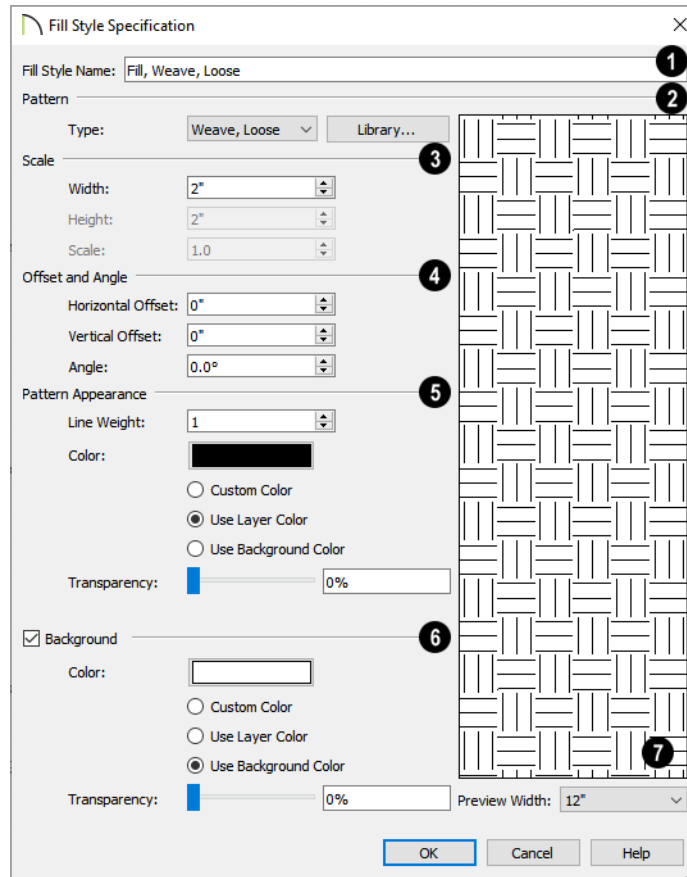 Fill Style Specification
Fill Style Name: Fill, Weave, Loose 1
Pattern 2
Type: Weave, Loose Library...
Scale 3
Width: 2"
Height: 2"
Scale: 1.0
Offset and Angle 4
Horizontal Offset: 0"
Vertical Offset: 0"
Angle: 0.0°
Pattern Appearance 5
Line Weight: 1
Color:
Custom Color
Use Layer Color
Use Background Color
Transparency: 0%
Background 6
Color:
Custom Color
Use Layer Color
Use Background Color
7
Transparency: 0% Preview Width: 12"
OK Cancel Help